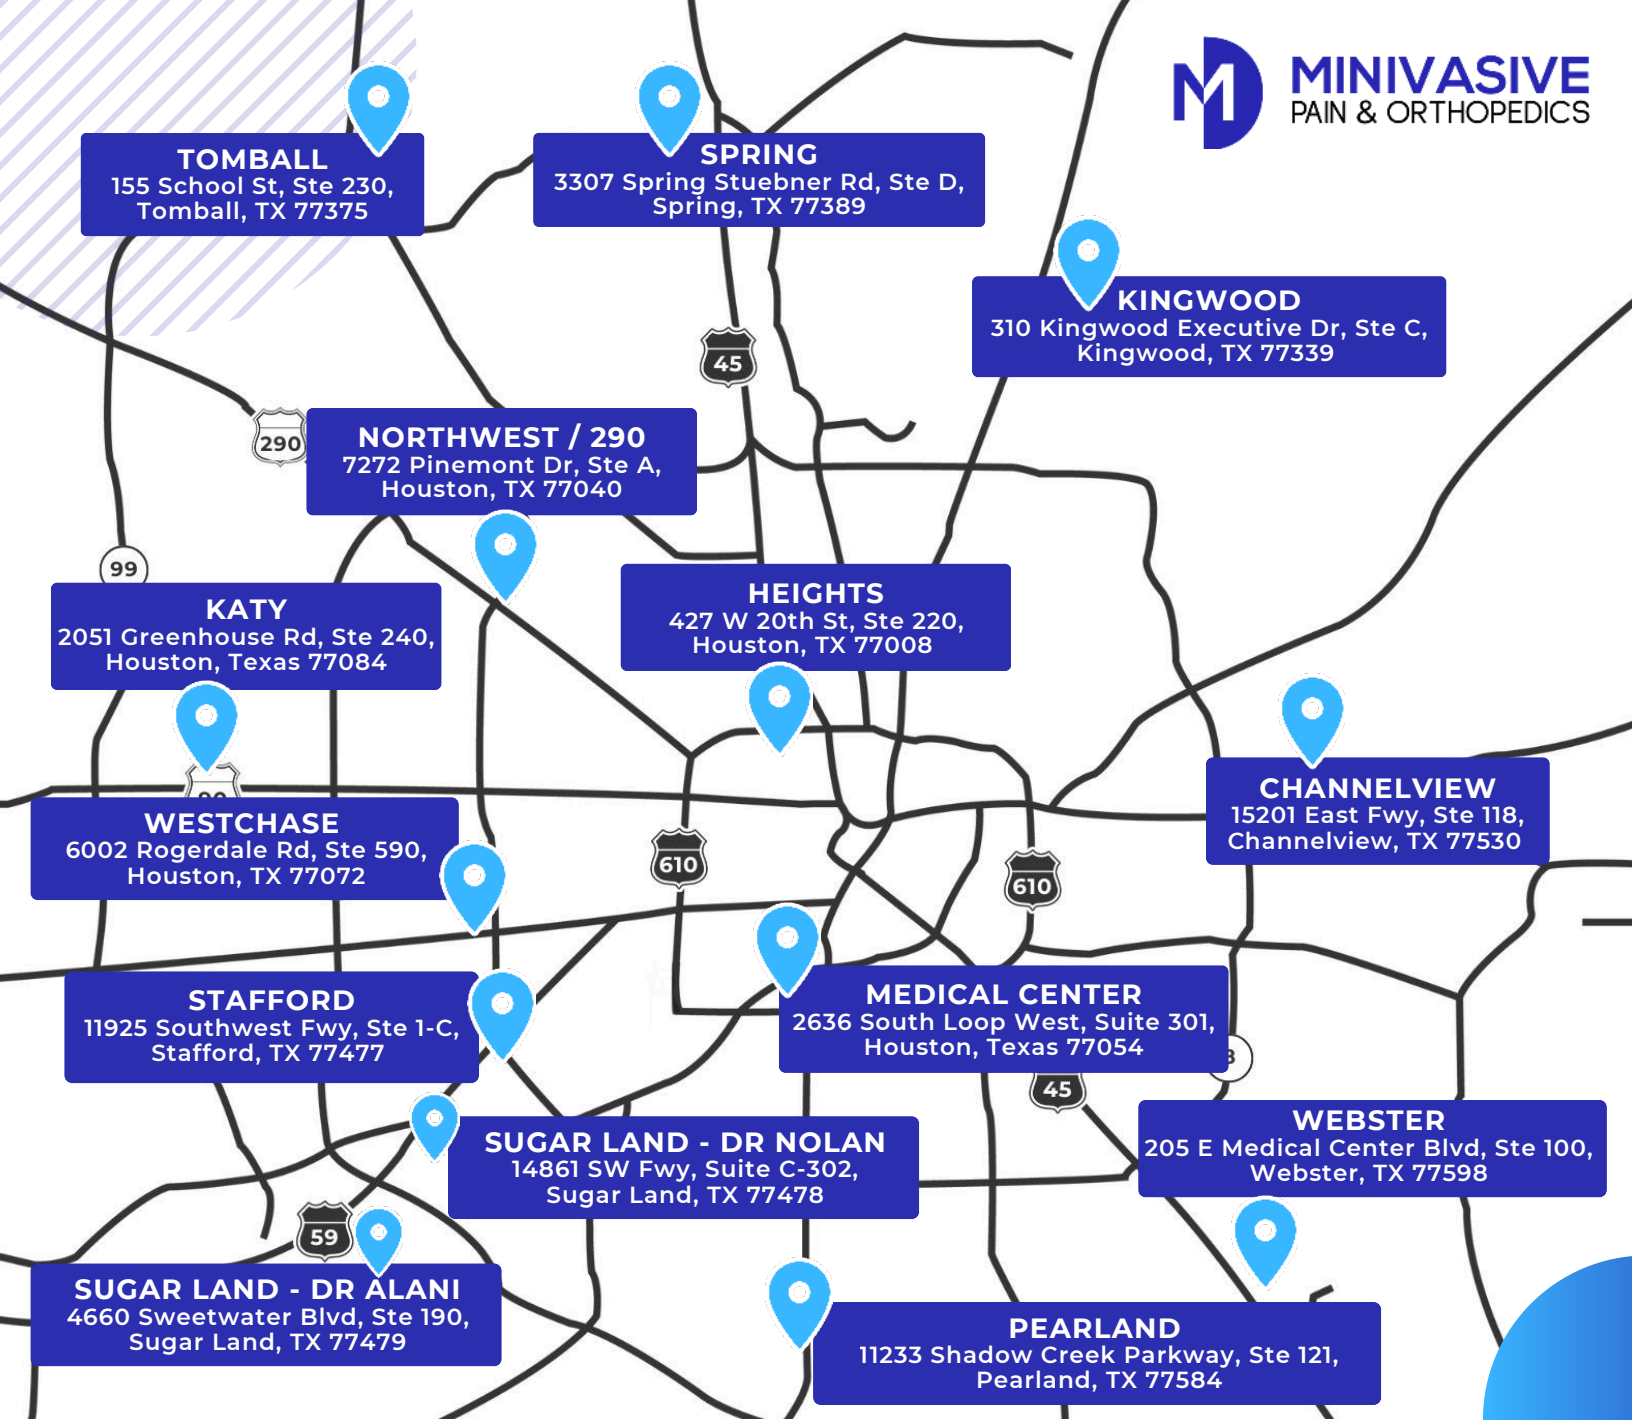 MINIVASIVE
PAIN & ORTHOPEDICS
TOMBALL
155 School St, Ste 230,
Tomball, TX 77375
SPRING
3307 Spring Stuebner Rd, Ste D,
Spring, TX 77389
KINGWOOD
310 Kingwood Executive Dr, Ste C,
Kingwood, TX 77339
45
290
NORTHWEST / 290
7272 Pinemont Dr, Ste A,
Houston, TX 77040
99
KATY
2051 Greenhouse Rd, Ste 240,
Houston, Texas 77084
HEIGHTS
427 W 20th St, Ste 220,
Houston, TX 77008
CHANNELVIEW
15201 East Fwy, Ste 118,
Channelview, TX 77530
WESTCHASE
6002 Rogerdale Rd, Ste 590,
Houston, TX 77072
610
610
STAFFORD
11925 Southwest Fwy, Ste 1-C,
Stafford, TX 77477
MEDICAL CENTER
2636 South Loop West, Suite 301,
Houston, Texas 77054
45
WEBSTER
205 E Medical Center Blvd, Ste 100,
Webster, TX 77598
SUGAR LAND - DR NOLAN
14861 SW Fwy, Suite C-302,
Sugar Land, TX 77478
59
SUGAR LAND - DR ALANI
4660 Sweetwater Blvd, Ste 190,
Sugar Land, TX 77479
PEARLAND
11233 Shadow Creek Parkway, Ste 121,
Pearland, TX 77584